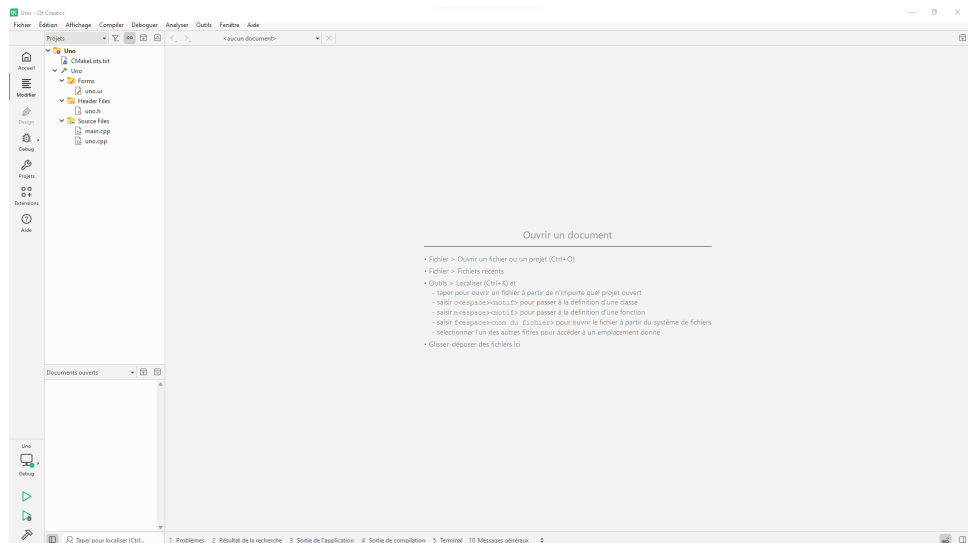 Uno - Qt Creator
Fichier Édition Affichage Compiler Déboguer Analyser Outils Fenêtre Aide
Projets
<aucun document>
Accueil
Modifier
Design
Debug
Projets
Extensions
Aide
Uno
CMakeLists.txt
Uno
Forms
uno.ui
Header Files
uno.h
Source Files
main.cpp
uno.cpp
Ouvrir un document
• Fichier > Ouvrir un fichier ou un projet (Ctrl+O)
• Fichier > Fichiers récents
• Outils > Localiser (Ctrl+K) et
- taper pour ouvrir un fichier à partir de n'importe quel projet ouvert
- saisir c<espace><motif> pour passer à la définition d'une classe
- saisir m<espace><motif> pour passer à la définition d'une fonction
- saisir f<espace><nom du fichier> pour ouvrir le fichier à partir du système de fichiers
- sélectionner l'un des autres filtres pour accéder à un emplacement donné
• Glisser-déposer des fichiers ici
Documents ouverts
Uno
Debug
Taper pour localiser (Ctrl...
1 Problèmes 2 Résultat de la recherche 3 Sortie de l'application 4 Sortie de compilation 5 Terminal 10 Messages généraux